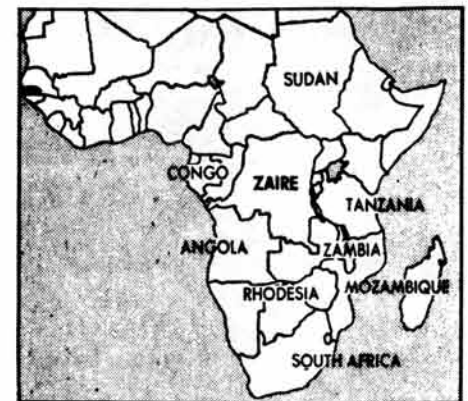 SUDAN
CONGO
ZAIRE
TANZANIA
ANGOLA
ZAMBIA
RHODESIA
MOZAMBIQUE
SOUTH AFRICA